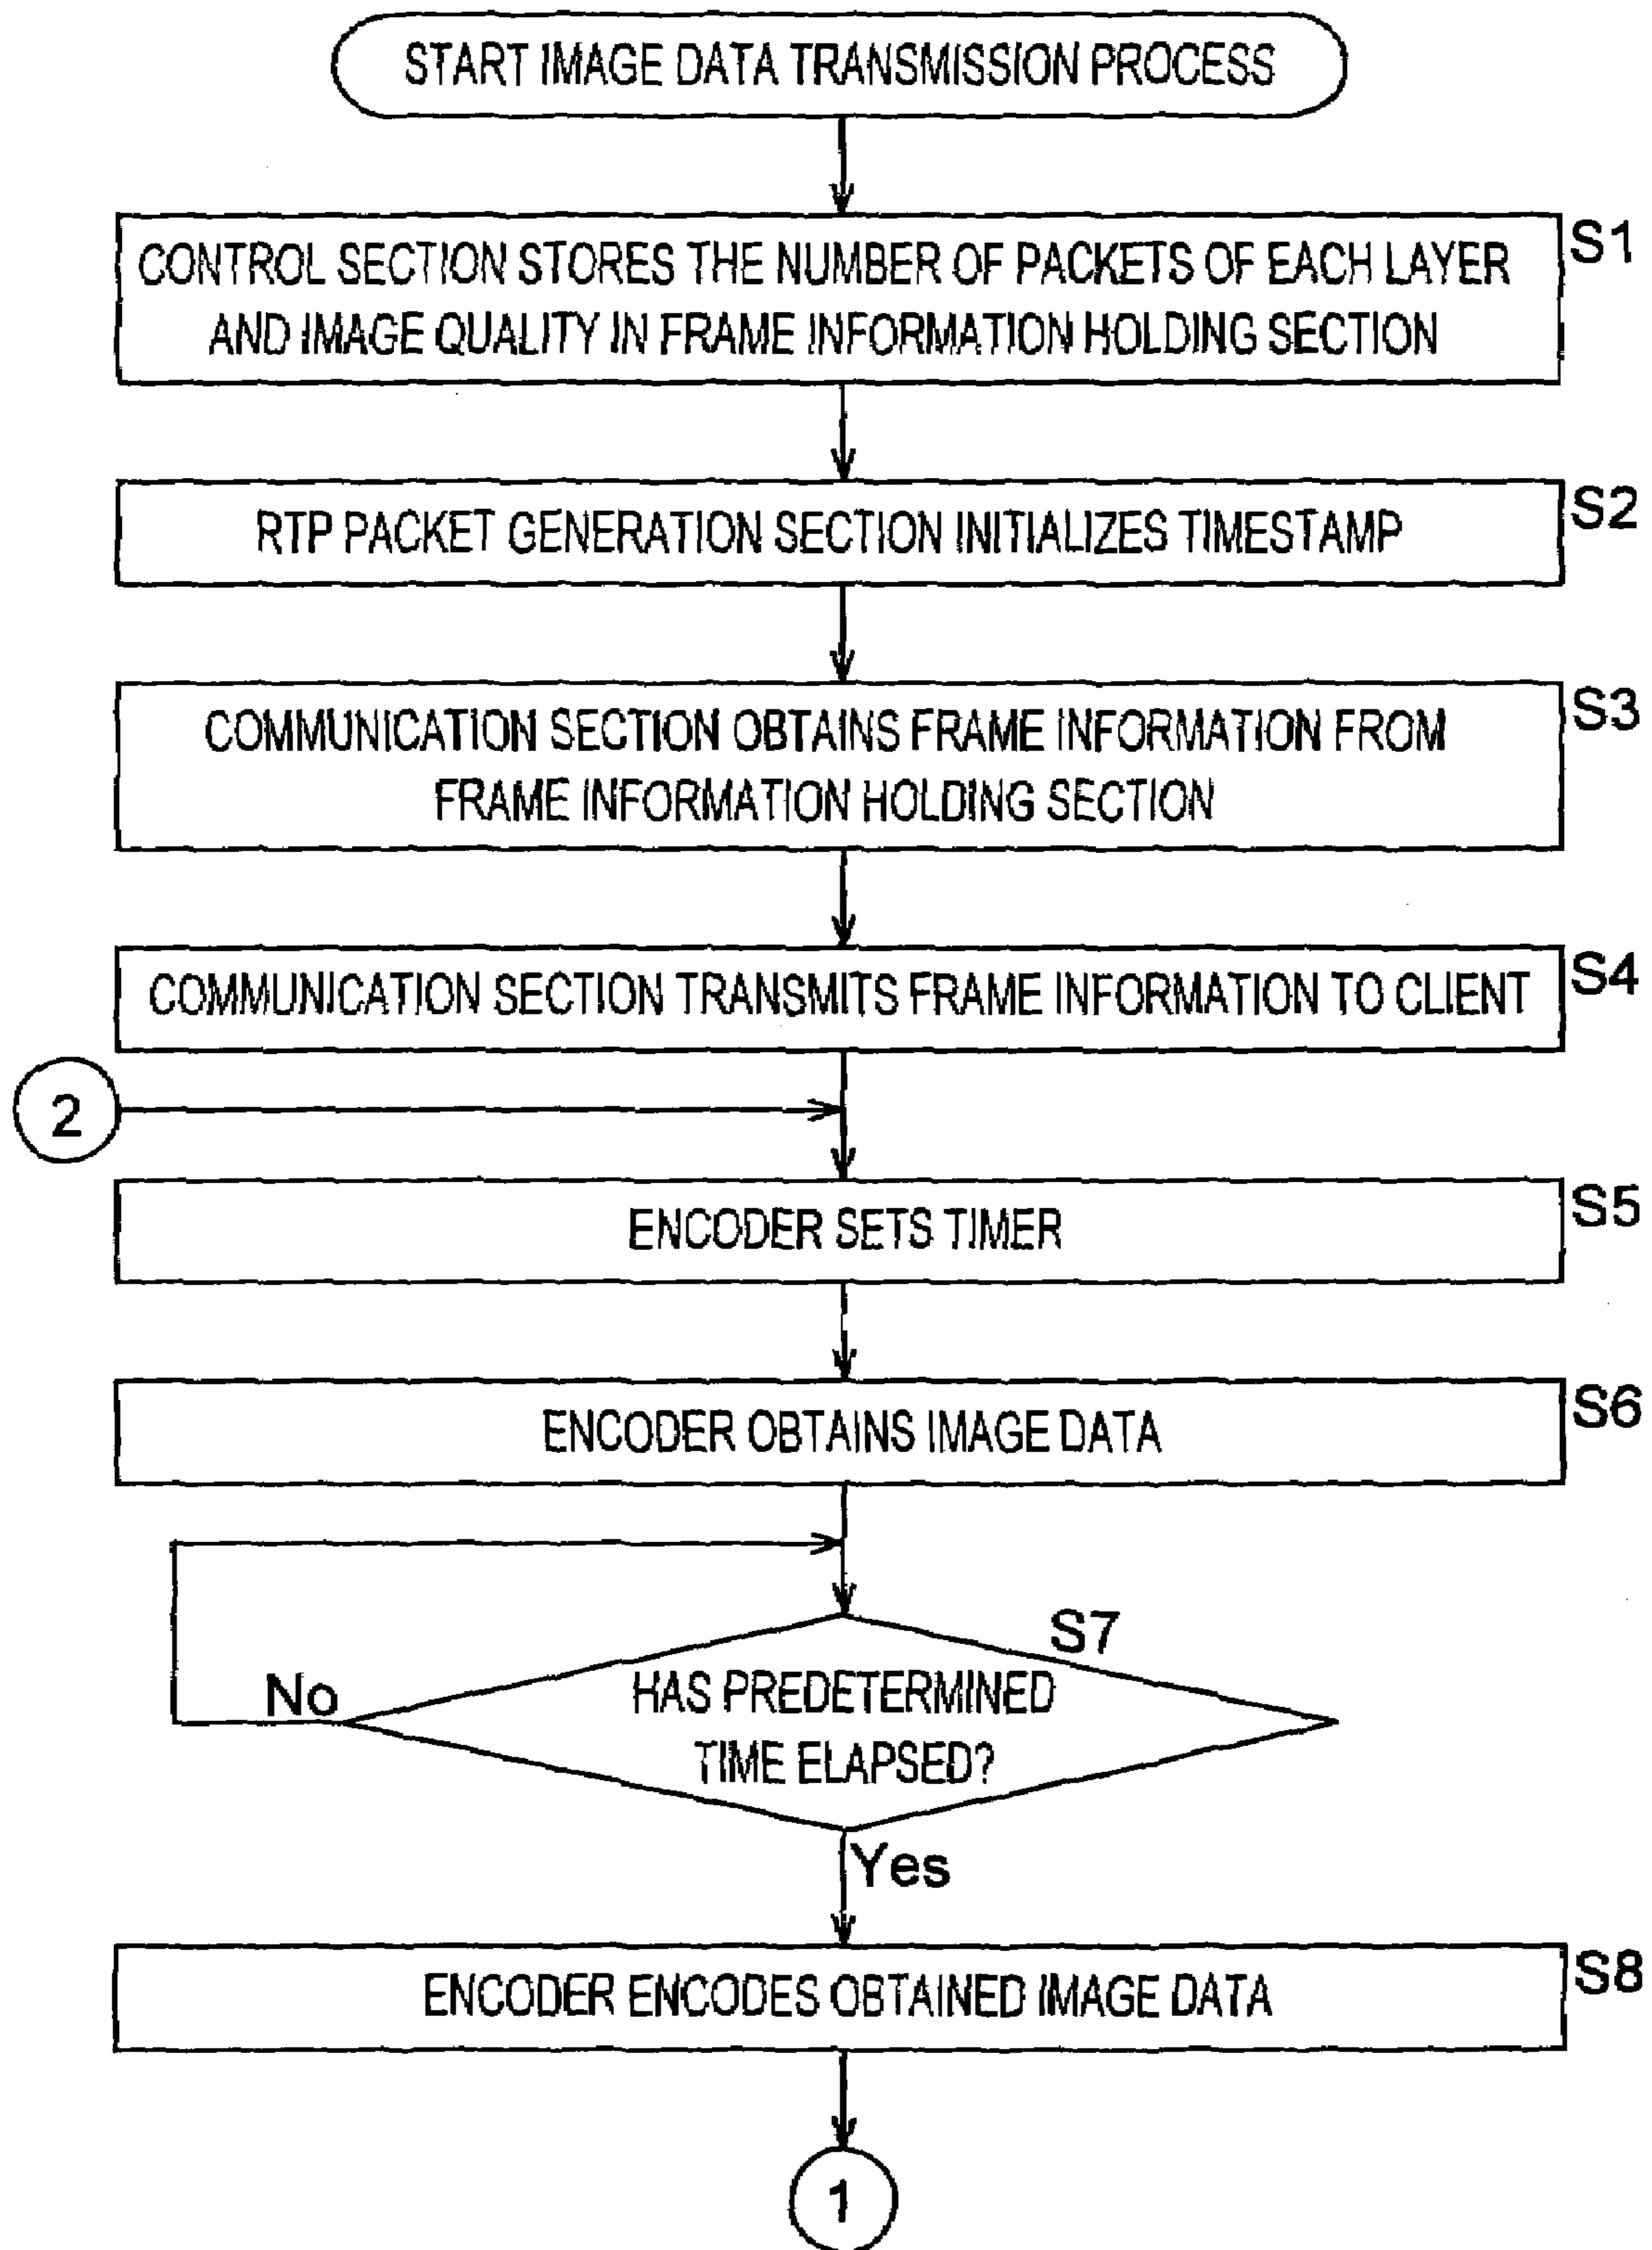 START IMAGE DATA TRANSMISSION PROCESS
S1
CONTROL SECTION STORES THE NUMBER OF PACKETS OF EACH LAYER
AND IMAGE QUALITY IN FRAME INFORMATION HOLDING SECTION
S2
RTP PACKET GENERATION SECTION INITIALIZES TIMESTAMP
S3
COMMUNICATION SECTION OBTAINS FRAME INFORMATION FROM
FRAME INFORMATION HOLDING SECTION
S4
COMMUNICATION SECTION TRANSMITS FRAME INFORMATION TO CLIENT
2
S5
ENCODER SETS TIMER
S6
ENCODER OBTAINS IMAGE DATA
S7
No
HAS PREDETERMINED
TIME ELAPSED?
Yes
S8
ENCODER ENCODES OBTAINED IMAGE DATA
1